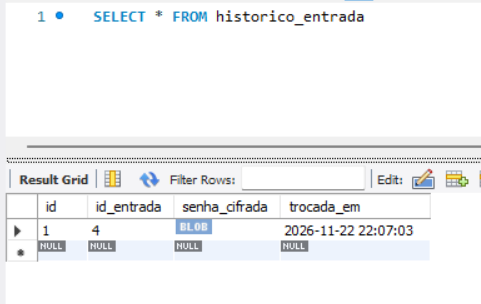 1 SELECT * FROM historico_entrada
Result Grid Filter Rows: Edit:
id id_entrada senha_cifrada trocada_em
1 4 BLOB 2026-11-22 22:07:03
NULL NULL NULL NULL